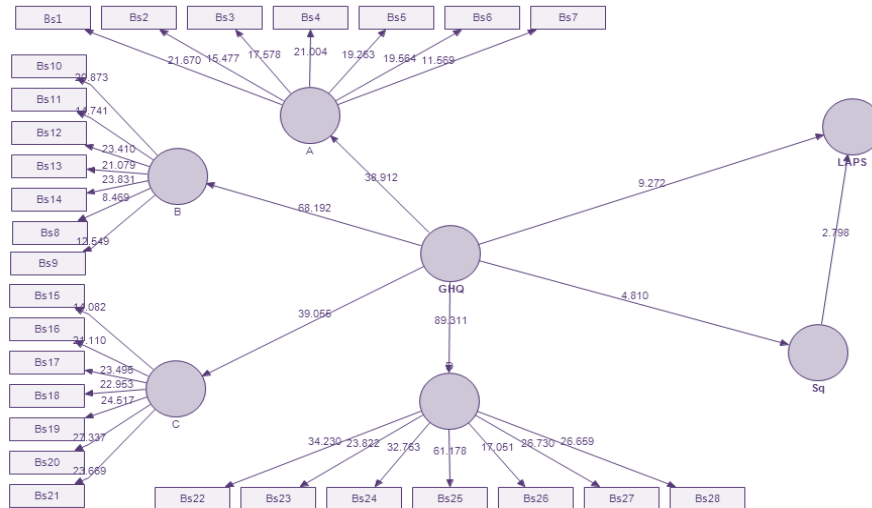 Bs1
Bs2
Bs3
Bs4
Bs5
Bs6
Bs7
21.670
15.477
17.578
21.004
19.263
19.564
11.569
A
Bs10
Bs11
Bs12
Bs13
Bs14
Bs8
Bs9
14.741
23.410
21.079
23.831
8.469
12.549
B
38.912
68.192
9.272
LAPS
GHQ
2.798
4.810
Sq
39.055
89.311
Bs15
Bs16
Bs17
Bs18
Bs19
Bs20
Bs21
14.082
23.495
22.953
24.517
27.337
23.669
C
D
34.230
23.822
32.763
61.178
17.051
26.730
26.659
Bs22
Bs23
Bs24
Bs25
Bs26
Bs27
Bs28